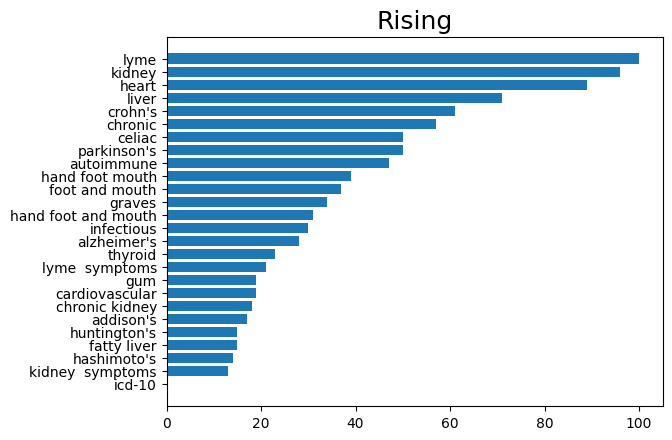 Rising
lyme
kidney
heart
liver
crohn's
chronic
celiac
parkinson's
autoimmune
hand foot mouth
foot and mouth
graves
hand foot and mouth
infectious
alzheimer's
thyroid
lyme  symptoms
gum
cardiovascular
chronic kidney
addison's
huntington's
fatty liver
hashimoto's
kidney  symptoms
icd-10
0 20 40 60 80 100